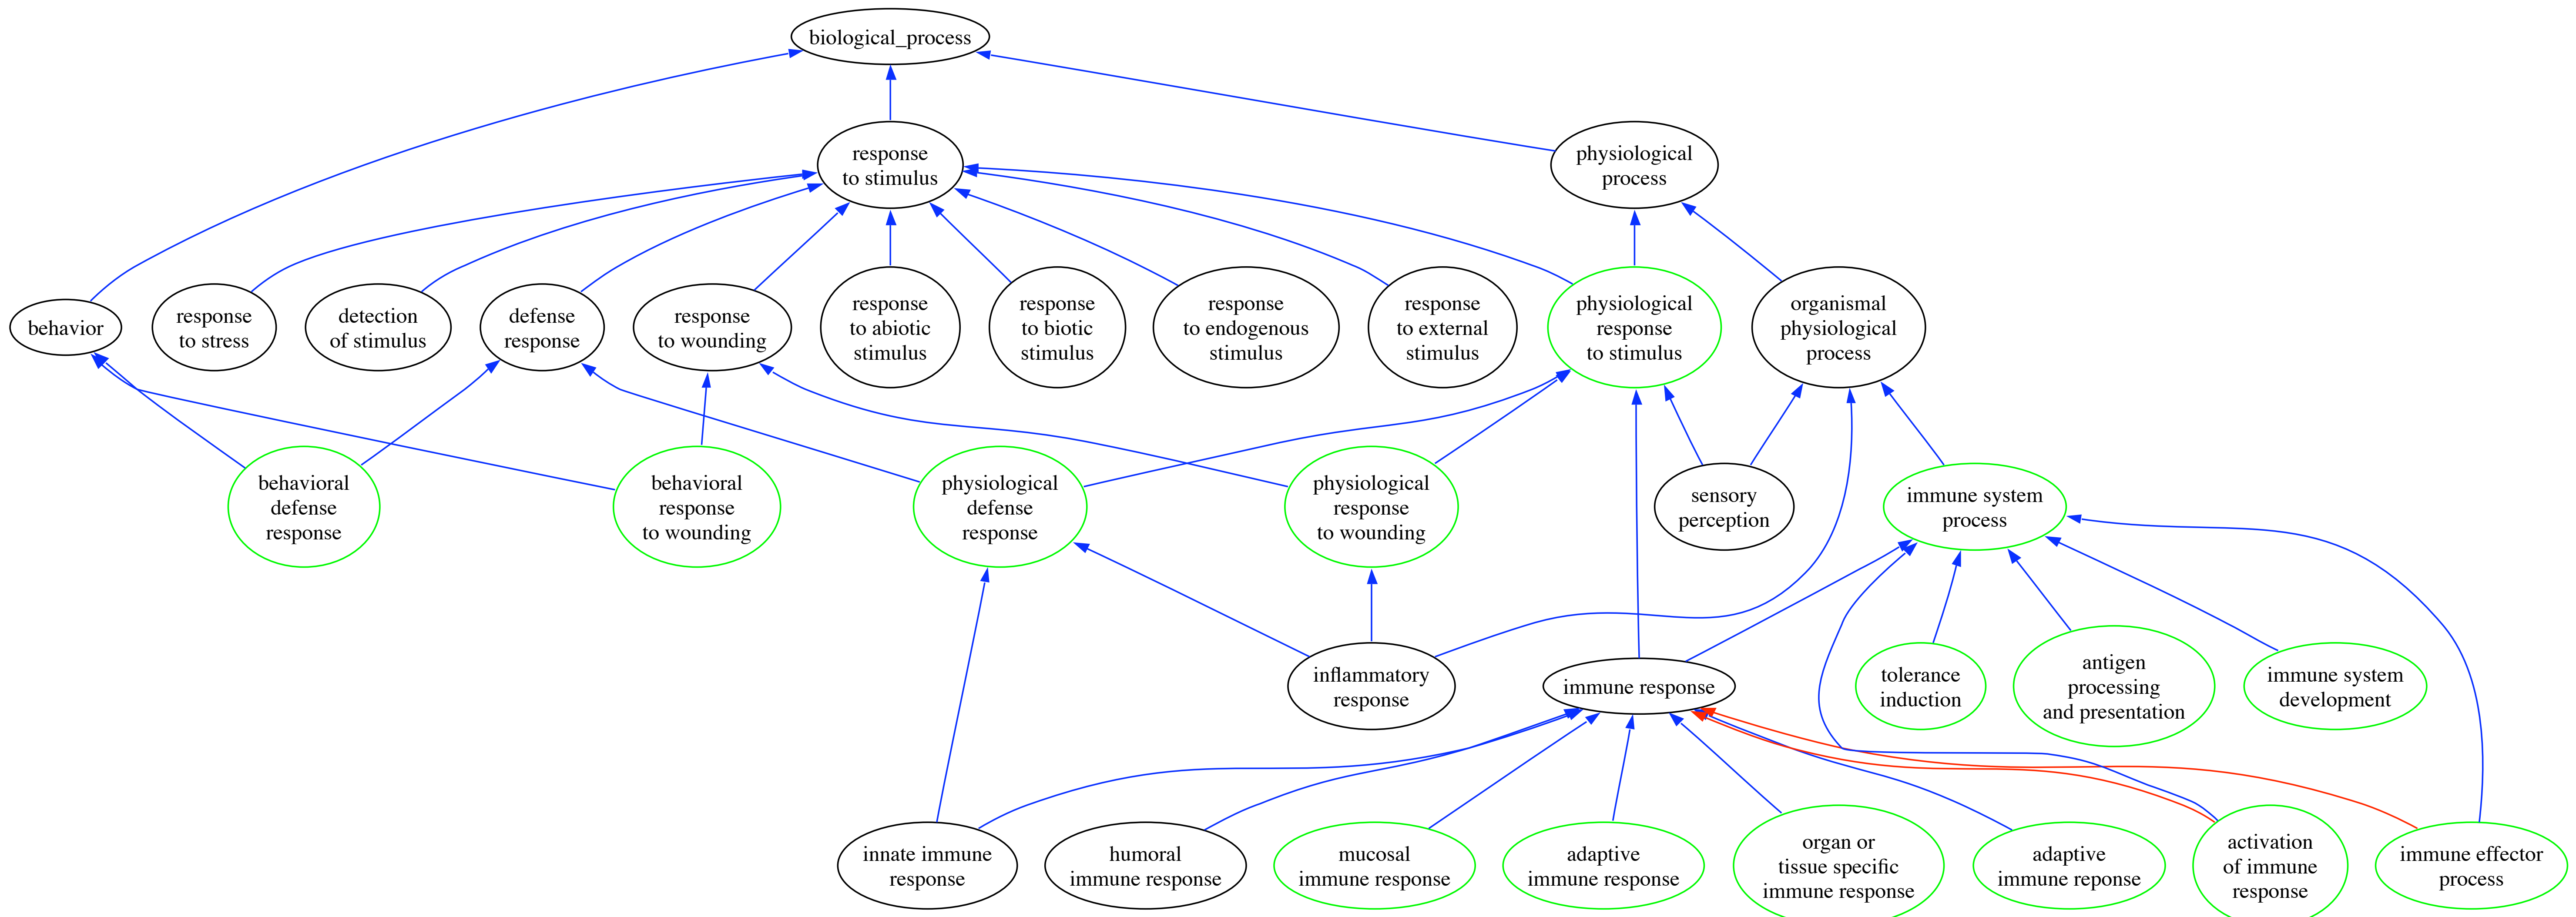 biological_process
response
to stimulus
physiological
process
behavior
response
to stress
detection
of stimulus
defense
response
response
to wounding
response
to abiotic
stimulus
response
to biotic
stimulus
response
to endogenous
stimulus
response
to external
stimulus
physiological
response
to stimulus
organismal
physiological
process
behavioral
defense
response
behavioral
response
to wounding
physiological
defense
response
physiological
response
to wounding
sensory
perception
immune system
process
inflammatory
response
immune response
tolerance
induction
antigen
processing
and presentation
immune system
development
innate immune
response
humoral
immune response
mucosal
immune response
adaptive
immune response
organ or
tissue specific
immune response
adaptive
immune reponse
activation
of immune
response
immune effector
process